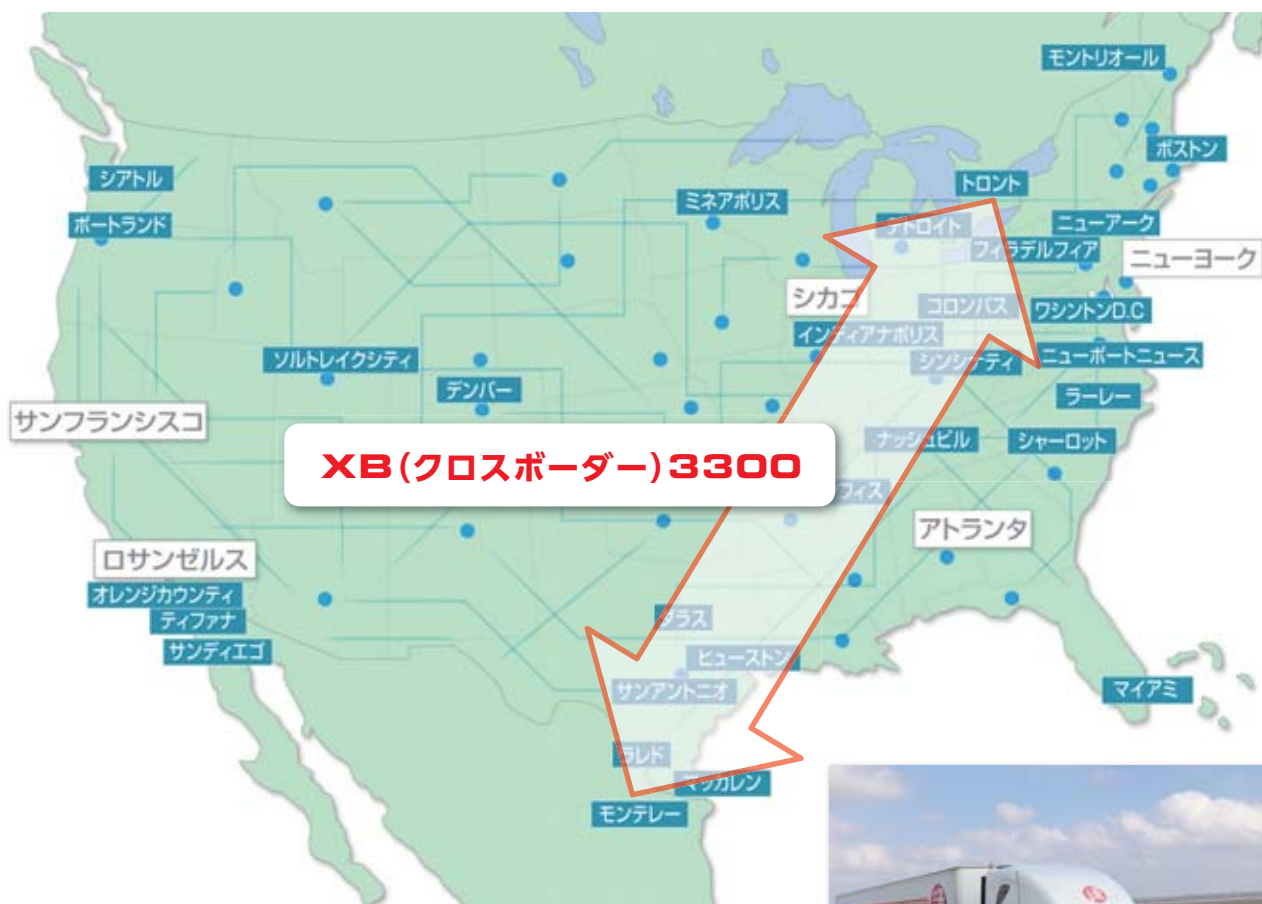 モントリオール
ボストン
シアトル
トロント
ミネアポリス
ポートランド
デトロイト
ニューアーク
フィラデルフィア
ニューヨーク
シカゴ
コロンバス
ワシントンD.C
インディアナポリス
ソルトレイクシティ
シンシナティ
ニューポートニュース
デンバー
ラーレー
サンフランシスコ
ナッシュビル
シャーロット
XB(クロスボーダー)3300
フィス
アトランタ
ロサンゼルス
オレンジカウンティ
ティファナ
ダラス
サンディエゴ
ヒューストン
サンアントニオ
マイアミ
ラレド
マッカレン
モンテレー